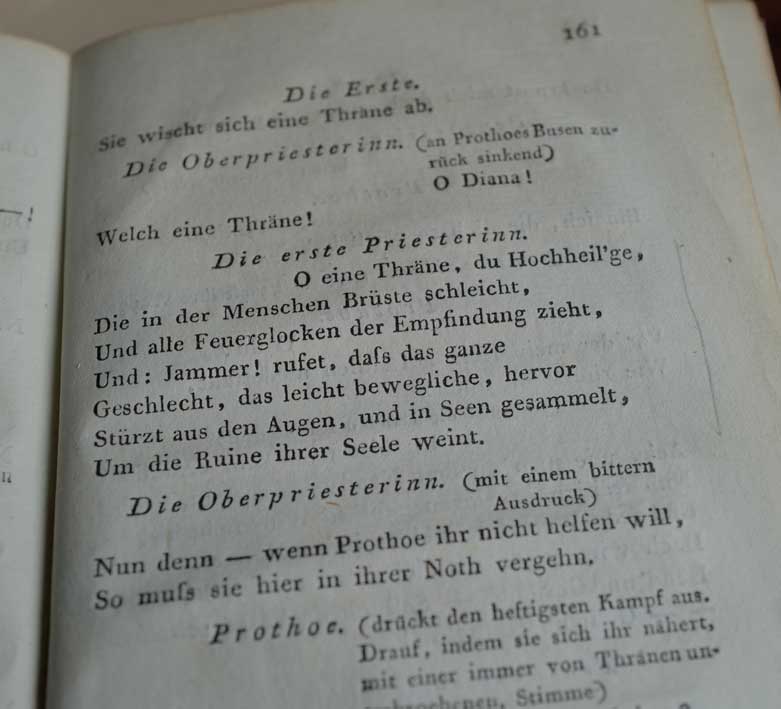 161
Die Erste.
Sie wischt sich eine Thräne ab.
Die Oberpriesterinn. (an Prothoes Busen zu-
rück sinkend)
O Diana!
Welch eine Thräne!
Die erste Priesterinn.
O eine Thräne, du Hochheil'ge,
Die in der Menschen Brüste schleicht,
Und alle Feuerglocken der Empfindung zieht,
Und: Jammer! rufet, daſs das ganze
Geschlecht, das leicht bewegliche, hervor
Stürzt aus den Augen, und in Seen gesammelt,
Um die Ruine ihrer Seele weint.
Die Oberpriesterinn. (mit einem bittern
Ausdruck)
Nun denn — wenn Prothoe ihr nicht helfen will,
So muſs sie hier in ihrer Noth vergehn.
Prothoe. (drückt den heftigsten Kampf aus.
Drauf, indem sie sich ihr nähert,
mit einer immer von Thränen un-
Stimme)